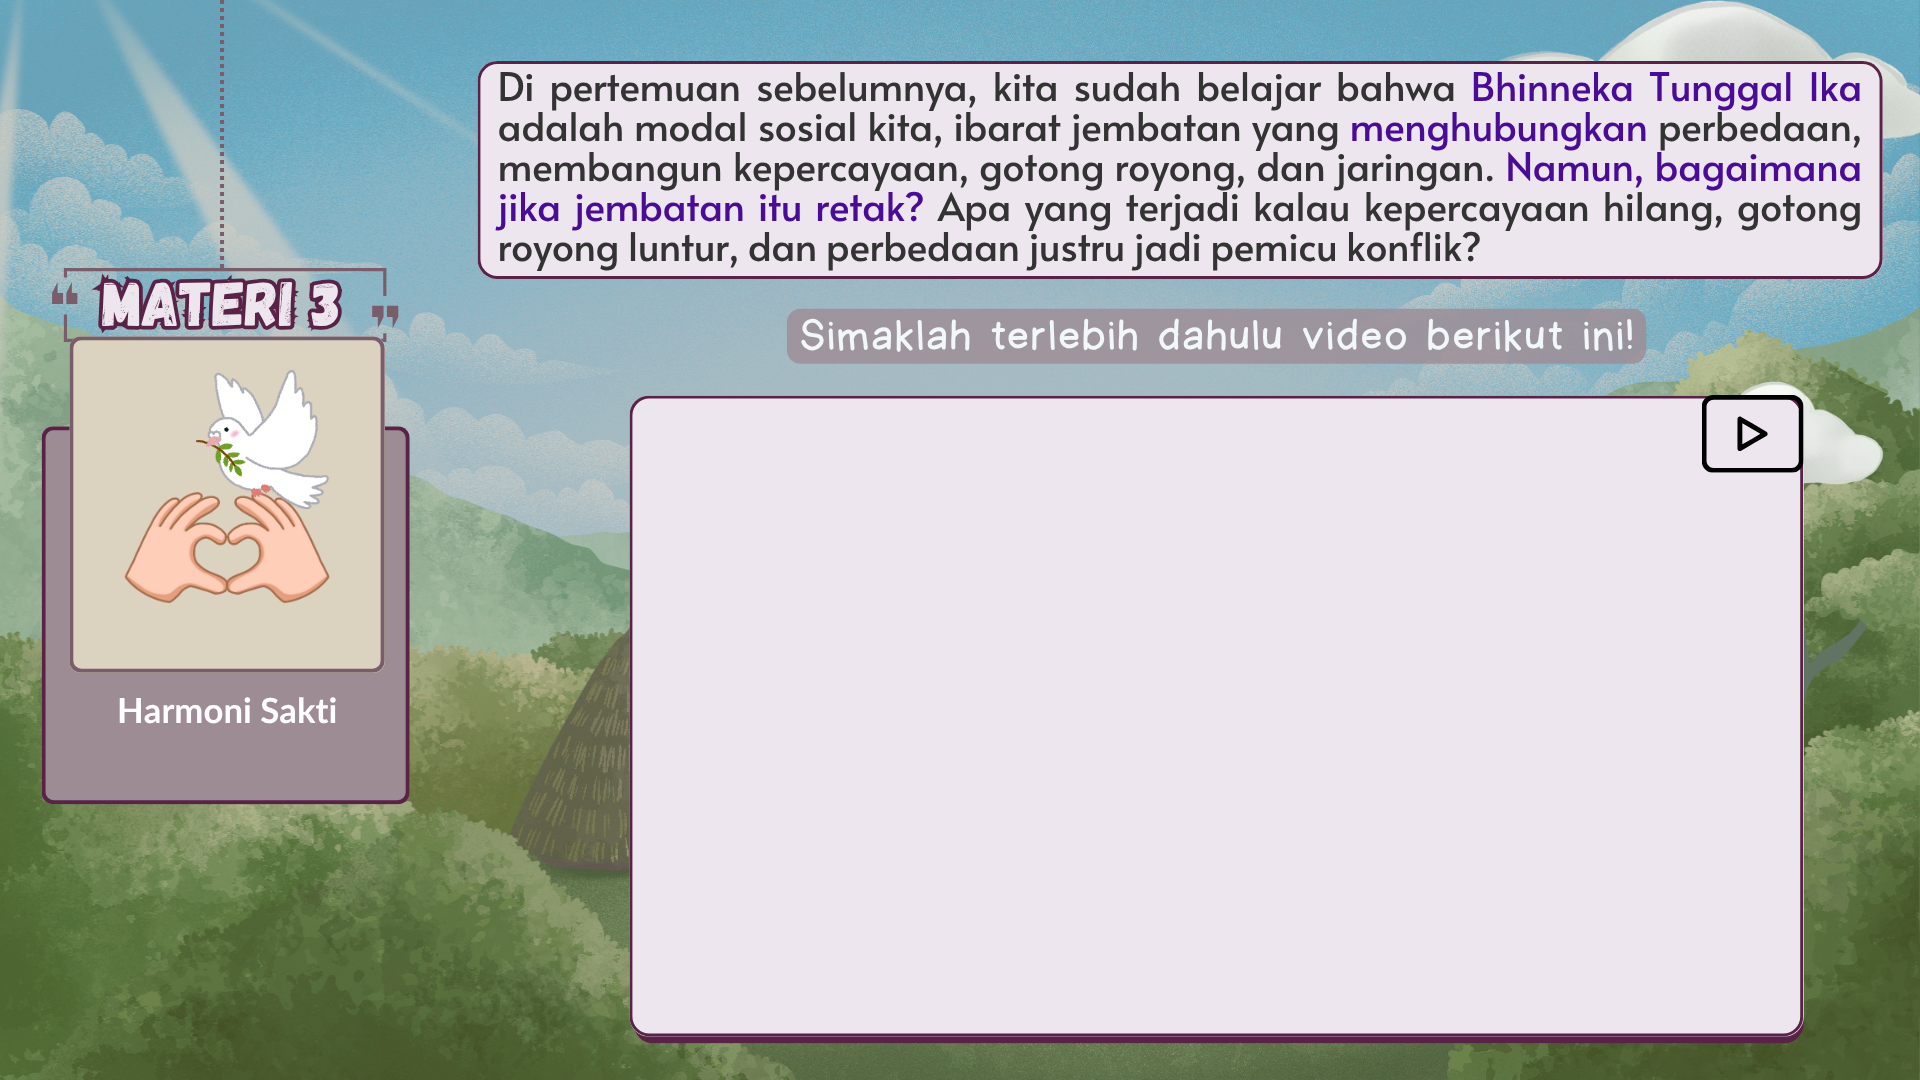 Di pertemuan sebelumnya, kita sudah belajar bahwa Bhinneka Tunggal Ika
adalah modal sosial kita, ibarat jembatan yang menghubungkan perbedaan,
membangun kepercayaan, gotong royong, dan jaringan. Namun, bagaimana
jika jembatan itu retak? Apa yang terjadi kalau kepercayaan hilang, gotong
royong luntur, dan perbedaan justru jadi pemicu konflik?
Simaklah terlebih dahulu video berikut ini!
❝ MATERI 3 ❞
Harmoni Sakti